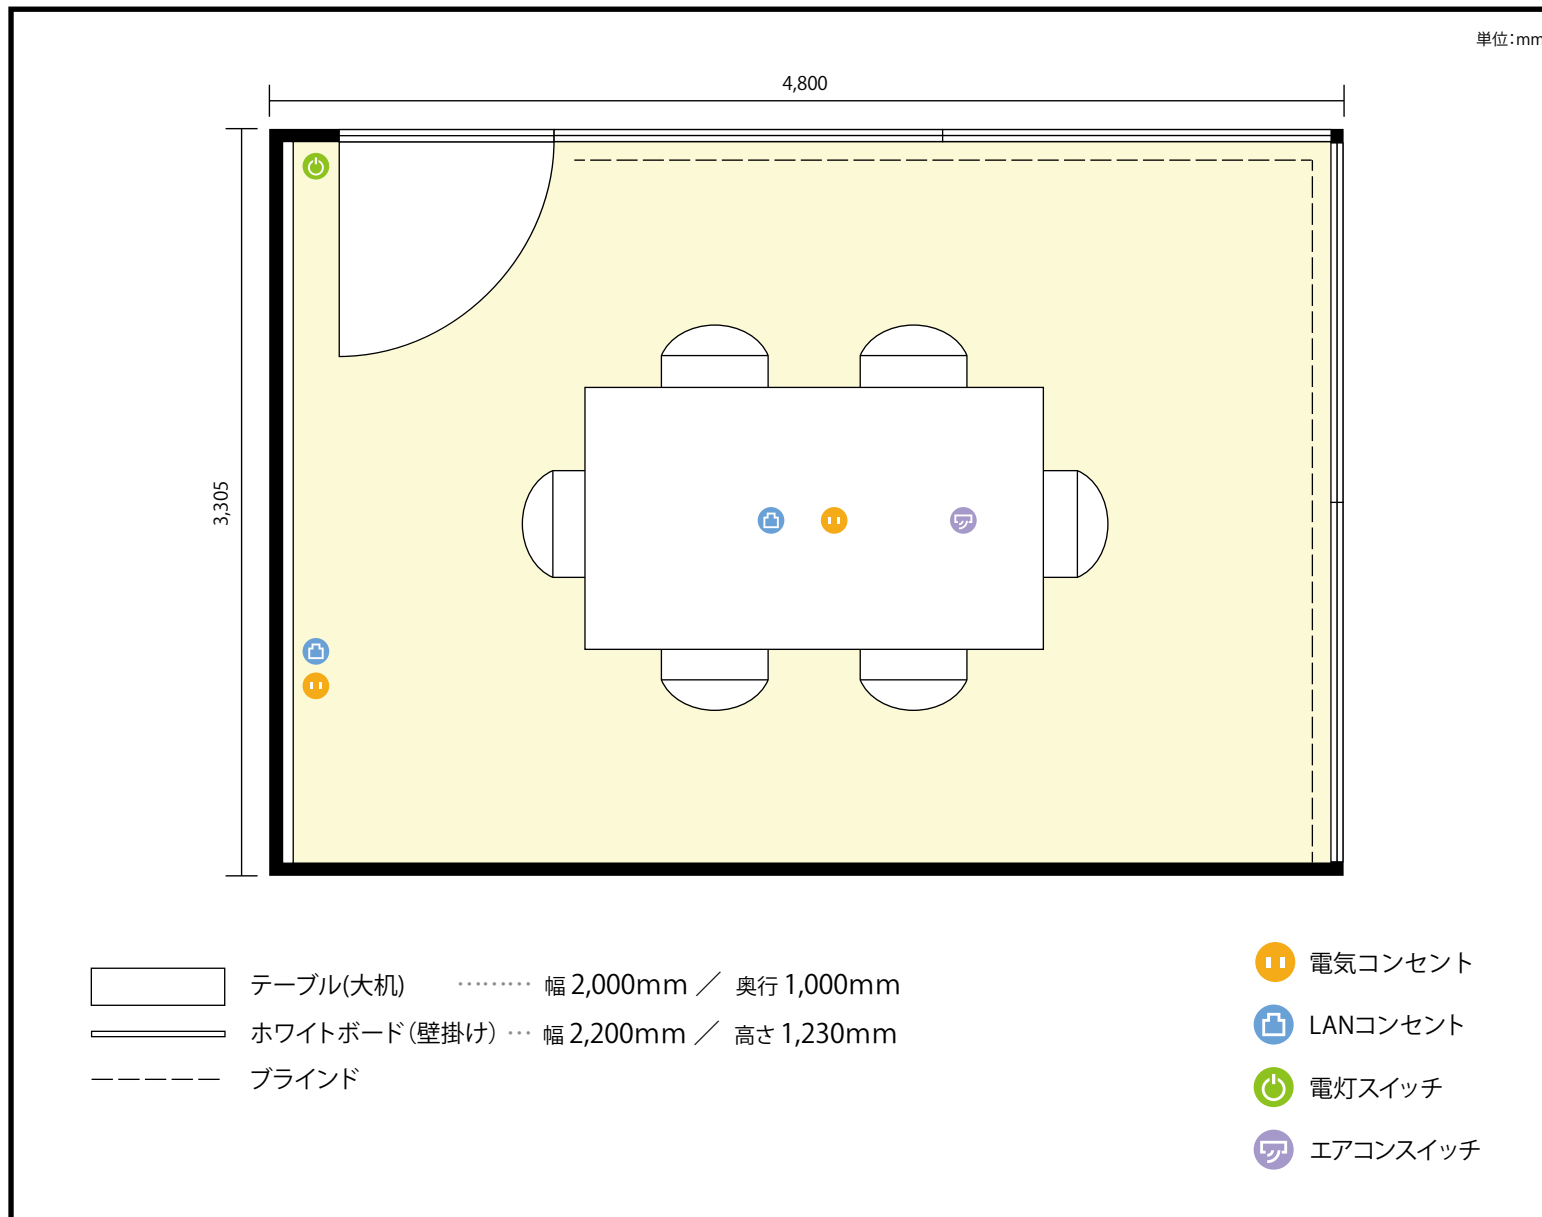 単位：mm
4,800
3,305
テーブル(大机) ……… 幅 2,000mm ／ 奥行 1,000mm
ホワイトボード（壁掛け） … 幅 2,200mm ／ 高さ 1,230mm
ブラインド
電気コンセント
LANコンセント
電灯スイッチ
エアコンスイッチ